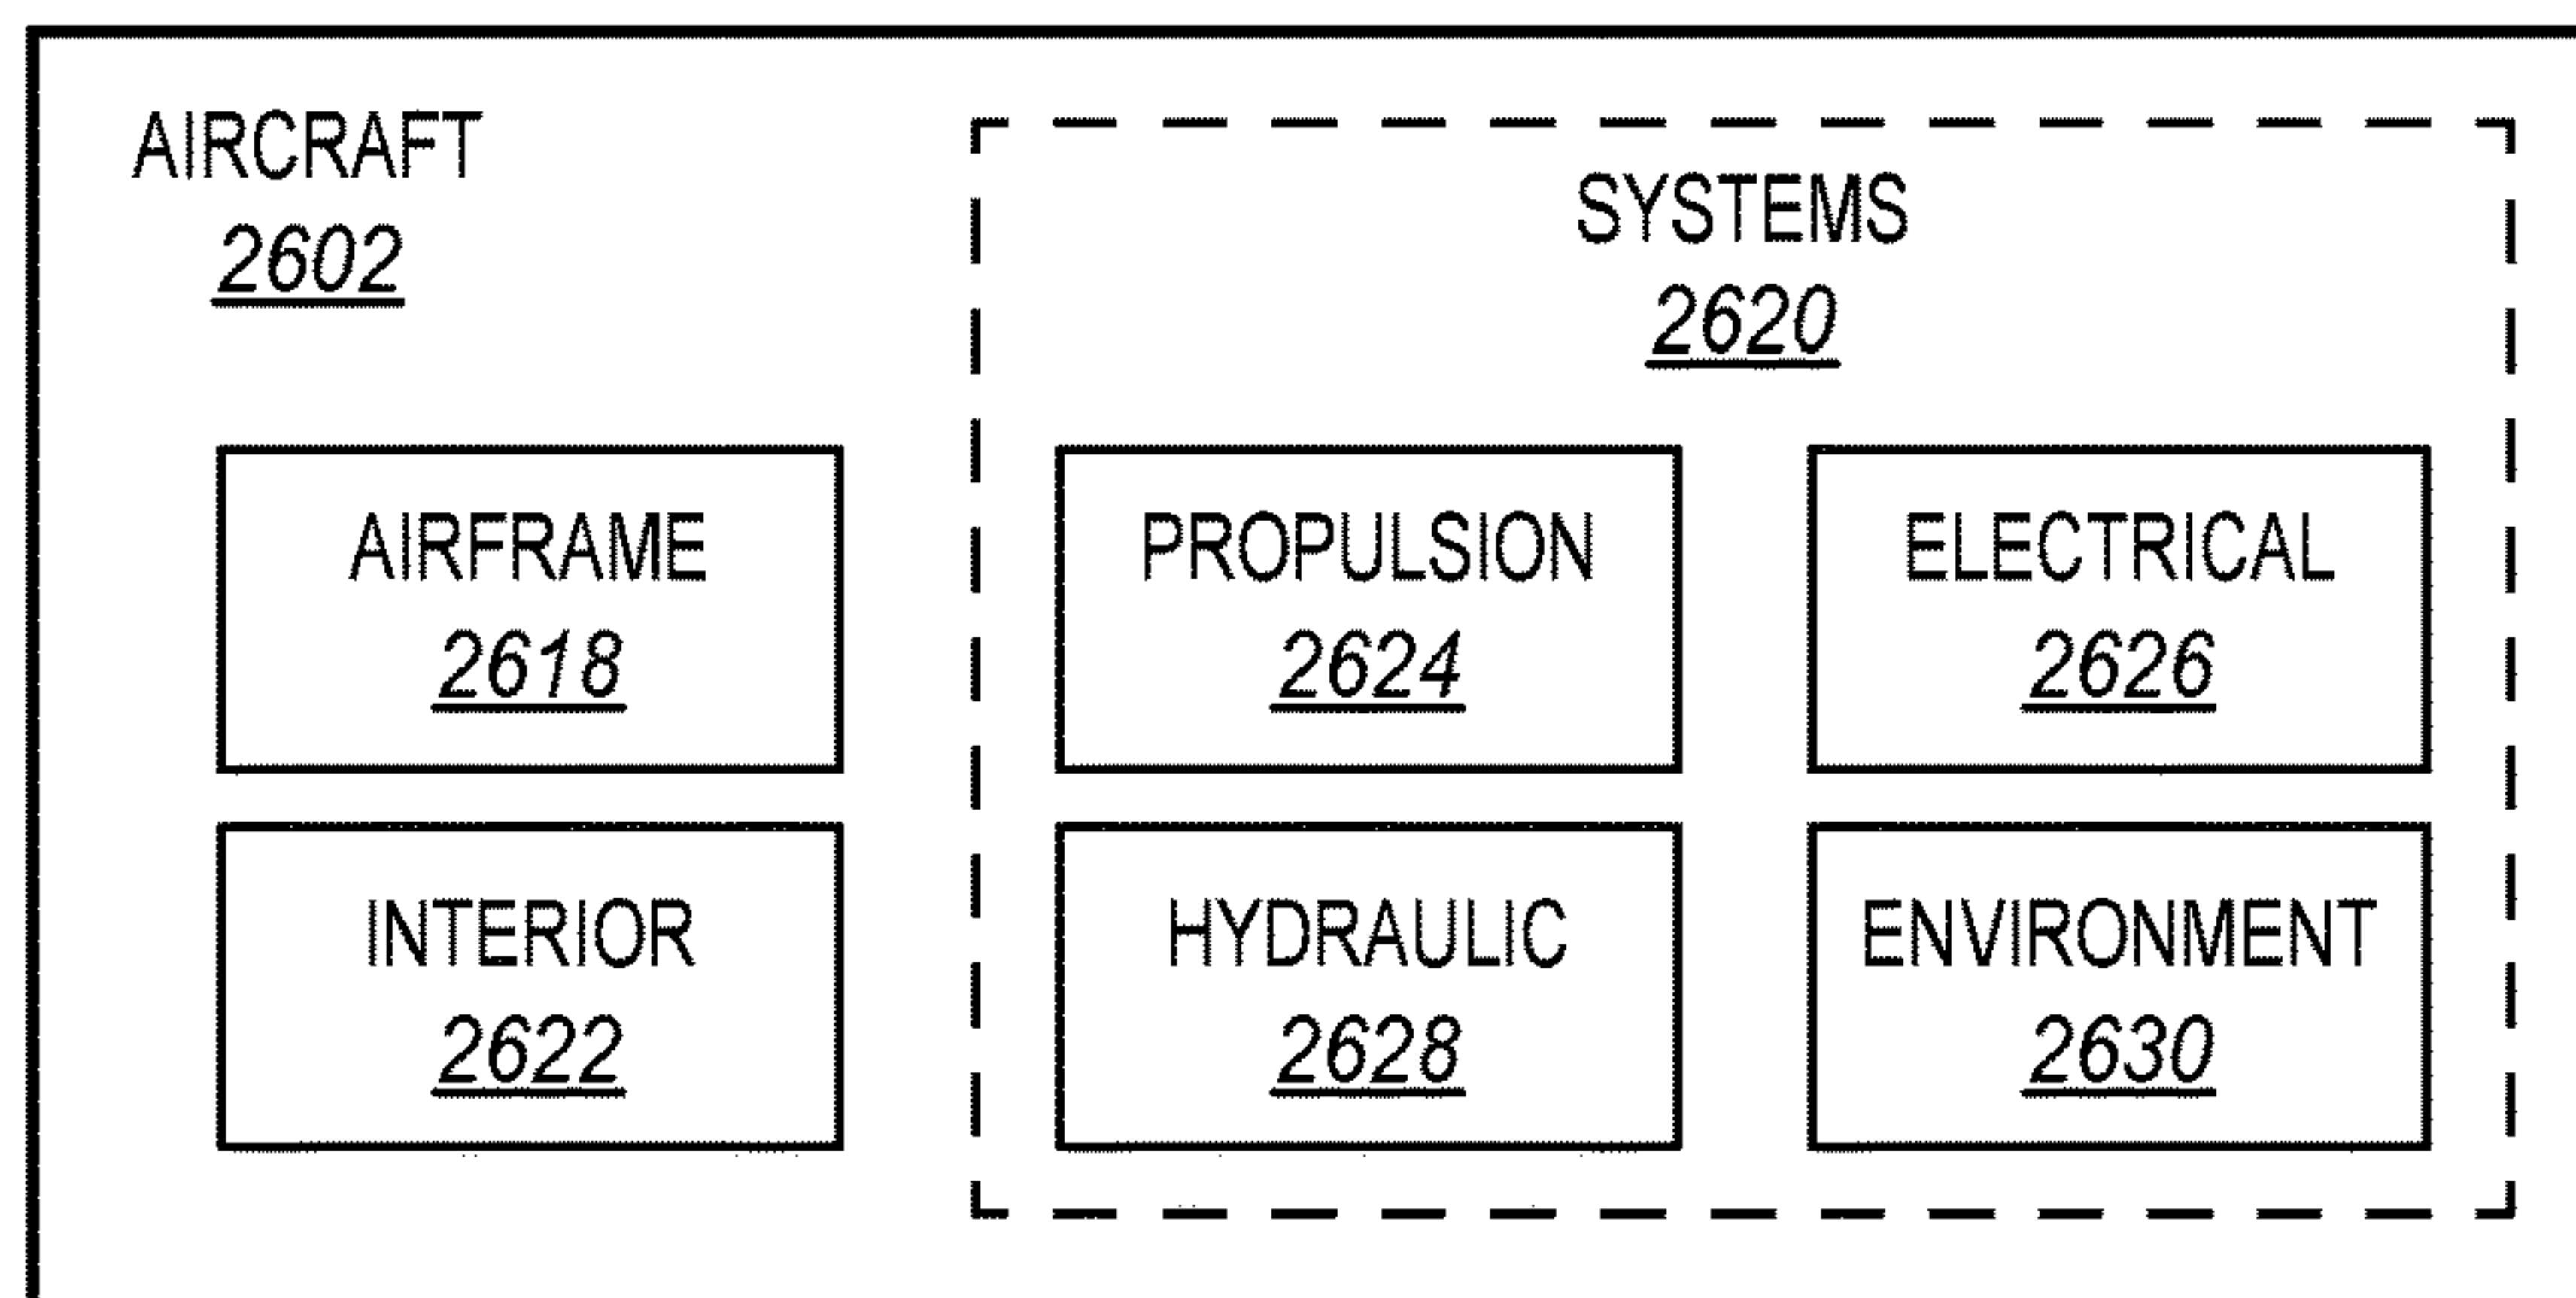 AIRCRAFT
2602
SYSTEMS
2620
AIRFRAME
2618
PROPULSION
2624
ELECTRICAL
2626
INTERIOR
2622
HYDRAULIC
2628
ENVIRONMENT
2630